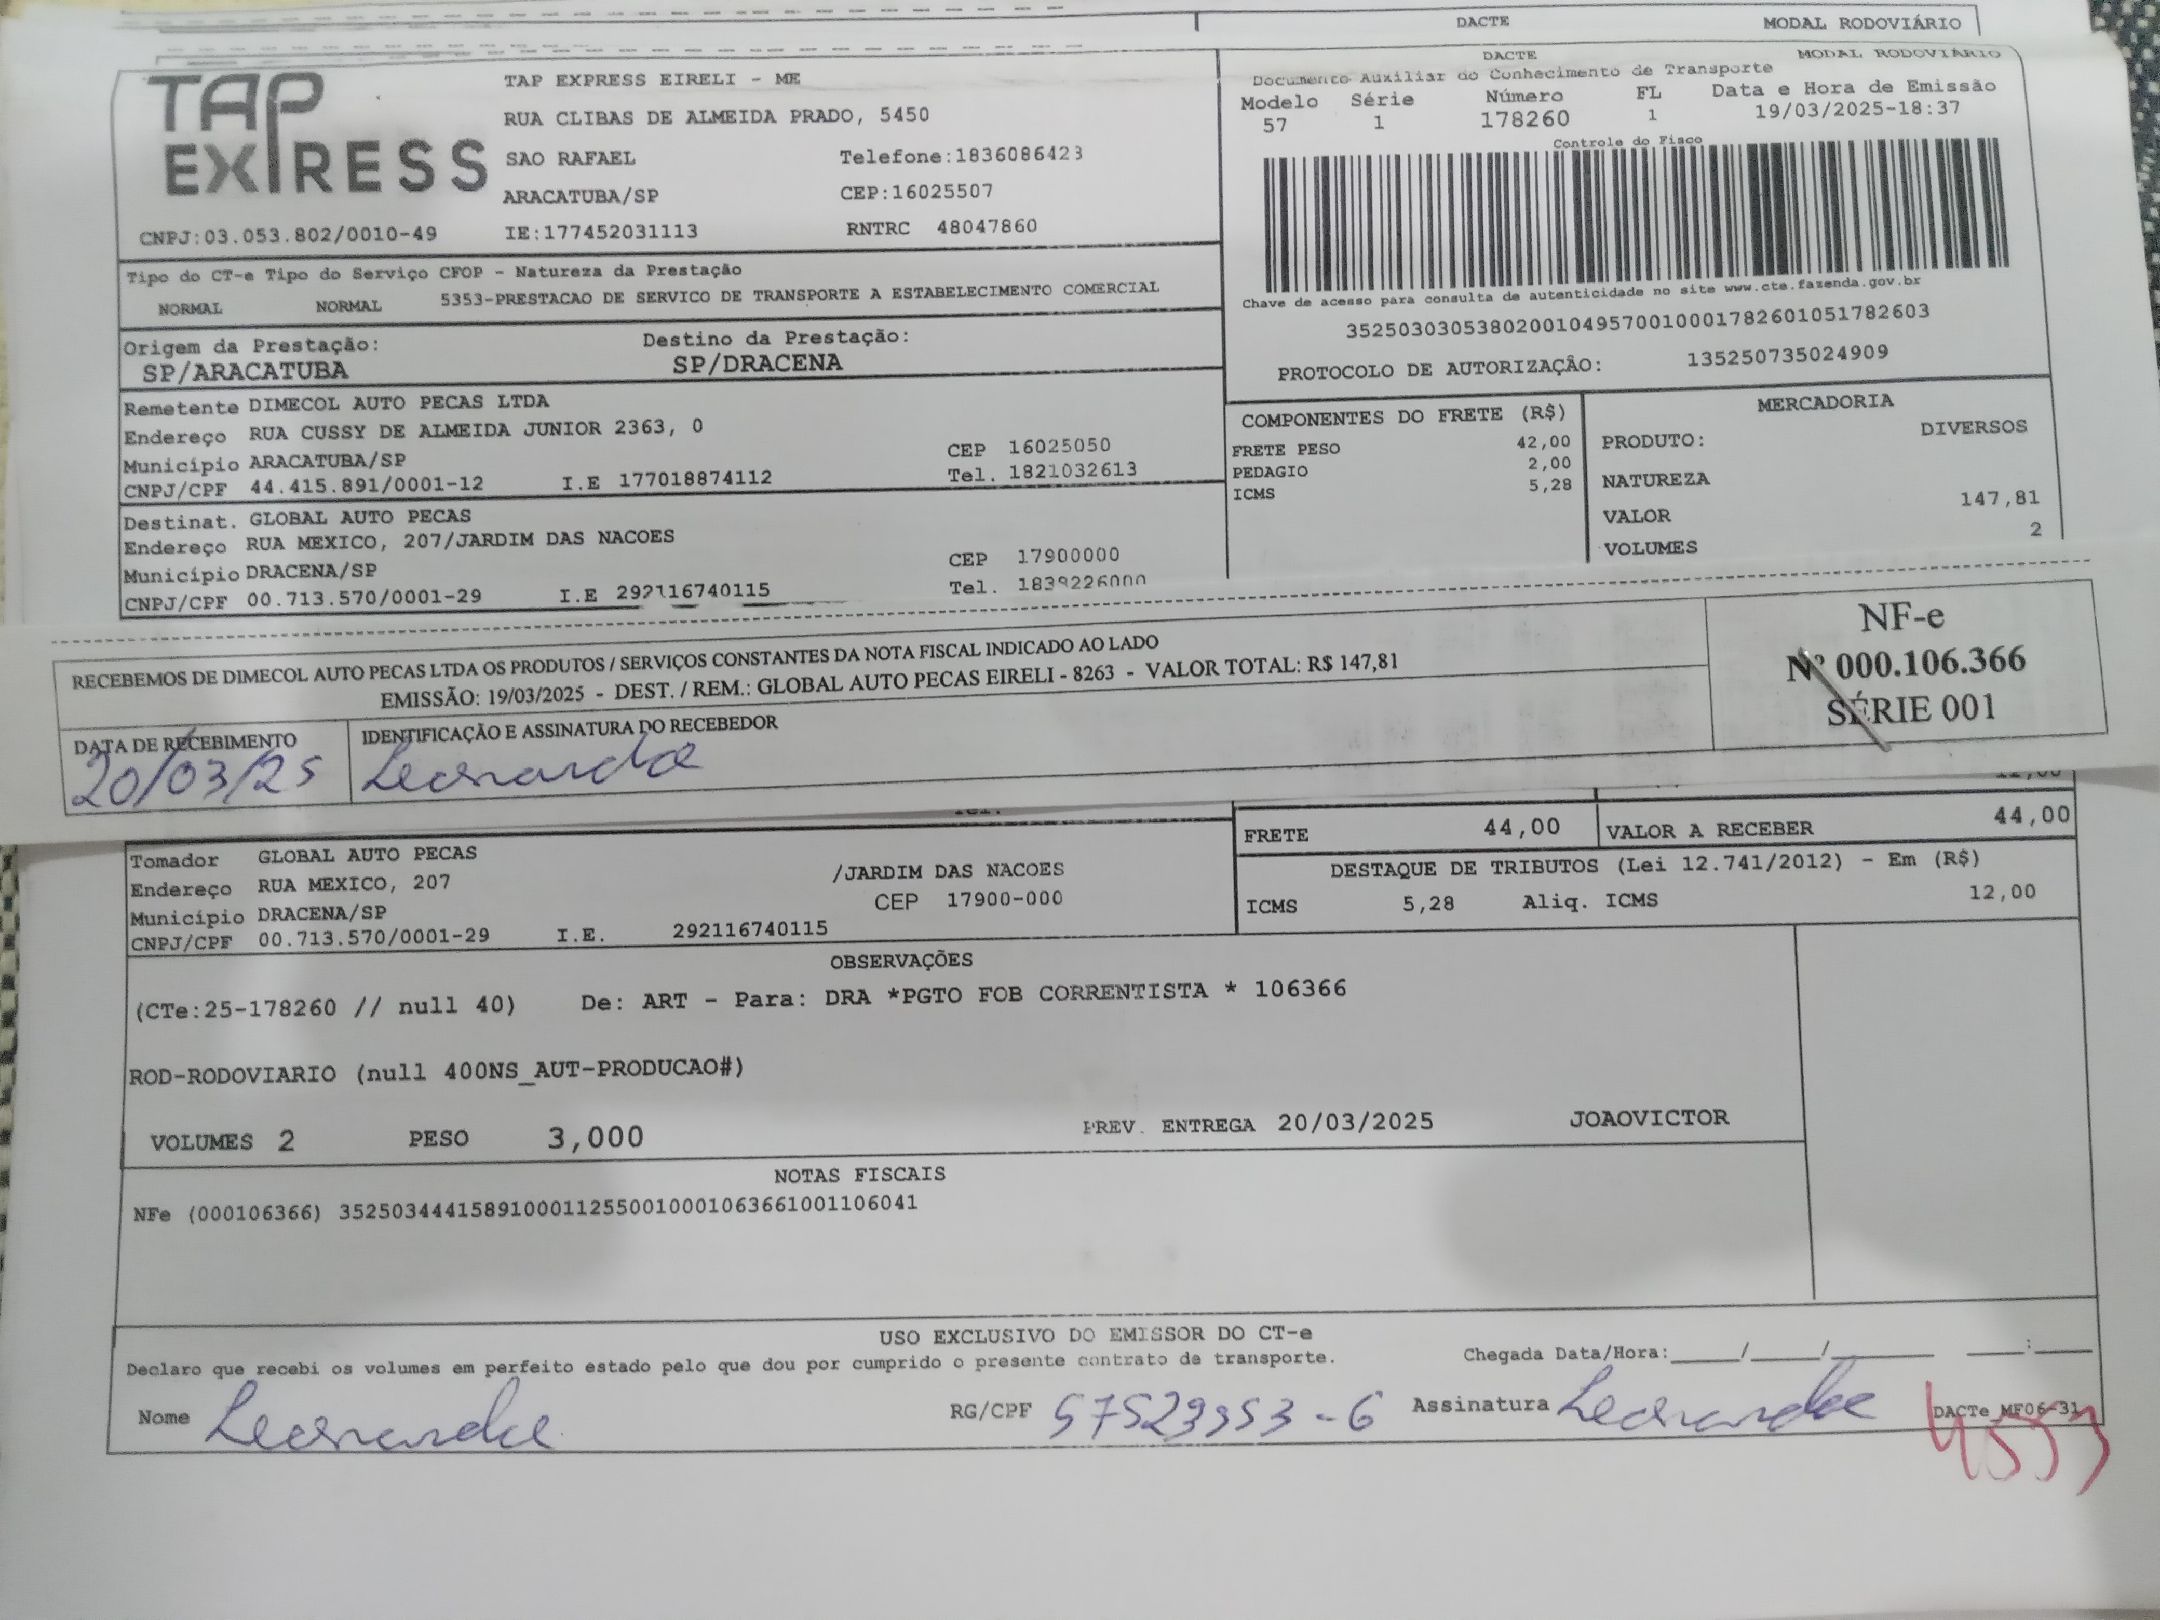 DACTE MODAL RODOVIÁRIO
DACTE MODAL RODOVIÁRIO
Documento Auxiliar do Conhecimento de Transporte
Modelo Série Número FL Data e Hora de Emissão
57 1 178260 1 19/03/2025-18:37
Controle do Fisco
TAP EXPRESS
TAP EXPRESS EIRELI - ME
RUA CLIBAS DE ALMEIDA PRADO, 5450
SAO RAFAEL Telefone:1836086423
ARACATUBA/SP CEP:16025507
CNPJ:03.053.802/0010-49 IE:177452031113 RNTRC 48047860
Tipo do CT-e Tipo do Serviço CFOP - Natureza da Prestação
NORMAL NORMAL 5353-PRESTACAO DE SERVICO DE TRANSPORTE A ESTABELECIMENTO COMERCIAL
Chave de acesso para consulta de autenticidade no site www.cte.fazenda.gov.br
35250303053802001049570010001782601051782603
PROTOCOLO DE AUTORIZAÇÃO: 135250735024909
Origem da Prestação: Destino da Prestação:
SP/ARACATUBA SP/DRACENA
Remetente DIMECOL AUTO PECAS LTDA
Endereço RUA CUSSY DE ALMEIDA JUNIOR 2363, 0
Município ARACATUBA/SP CEP 16025050
CNPJ/CPF 44.415.891/0001-12 I.E 177018874112 Tel. 1821032613
Destinat. GLOBAL AUTO PECAS
Endereço RUA MEXICO, 207/JARDIM DAS NACOES
Município DRACENA/SP CEP 17900000
CNPJ/CPF 00.713.570/0001-29 I.E 292116740115 Tel. 1838226000
COMPONENTES DO FRETE (R$)
FRETE PESO 42,00
PEDAGIO 2,00
ICMS 5,28
MERCADORIA
PRODUTO: DIVERSOS
NATUREZA
VALOR 147,81
VOLUMES 2
RECEBEMOS DE DIMECOL AUTO PECAS LTDA OS PRODUTOS / SERVIÇOS CONSTANTES DA NOTA FISCAL INDICADO AO LADO
EMISSÃO: 19/03/2025 - DEST. / REM.: GLOBAL AUTO PECAS EIRELI - 8263 - VALOR TOTAL: R$ 147,81
NF-e
Nº 000.106.366
SÉRIE 001
DATA DE RECEBIMENTO IDENTIFICAÇÃO E ASSINATURA DO RECEBEDOR
20/03/25 Leonardo
FRETE 44,00 VALOR A RECEBER 44,00
Tomador GLOBAL AUTO PECAS
Endereço RUA MEXICO, 207 /JARDIM DAS NACOES
Município DRACENA/SP CEP 17900-000
CNPJ/CPF 00.713.570/0001-29 I.E. 292116740115
DESTAQUE DE TRIBUTOS (Lei 12.741/2012) - Em (R$)
ICMS 5,28 Aliq. ICMS 12,00
OBSERVAÇÕES
(CTe:25-178260 // null 40) De: ART - Para: DRA *PGTO FOB CORRENTISTA * 106366
ROD-RODOVIARIO (null 400NS_AUT-PRODUCAO#)
VOLUMES 2 PESO 3,000 PREV. ENTREGA 20/03/2025 JOAOVICTOR
NOTAS FISCAIS
NFe (000106366) 35250344415891000112550010001063661001106041
USO EXCLUSIVO DO EMISSOR DO CT-e
Declaro que recebi os volumes em perfeito estado pelo que dou por cumprido o presente contrato de transporte. Chegada Data/Hora:____/____/______ ____:____
Nome Leonardo RG/CPF 57523953-6 Assinatura Leonardo DACTe_MF06-31